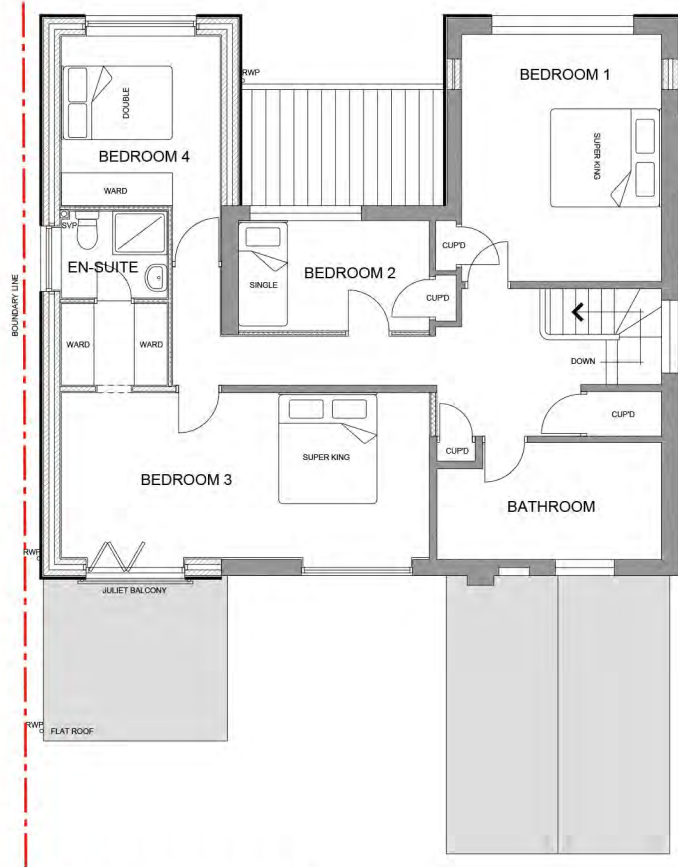 RWP
BEDROOM 1
DOUBLE
SUPER KING
BEDROOM 4
WARD
SVP
EN-SUITE
CUP'D
BEDROOM 2
SINGLE
CUP'D
BOUNDARY LINE
WARD
WARD
DOWN
CUP'D
SUPER KING
CUP'D
BEDROOM 3
BATHROOM
RWP
JULIET BALCONY
RWP
FLAT ROOF